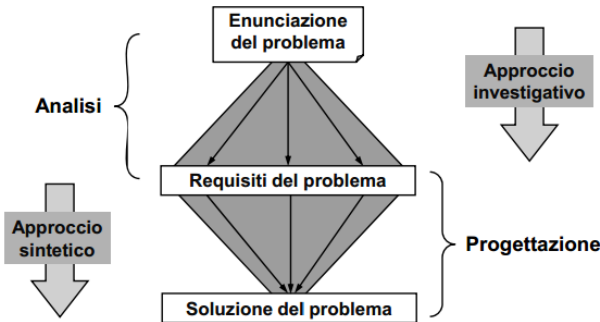 Enunciazione
del problema
Approccio
investigativo
Analisi
Requisiti del problema
Approccio
sintetico
Progettazione
Soluzione del problema